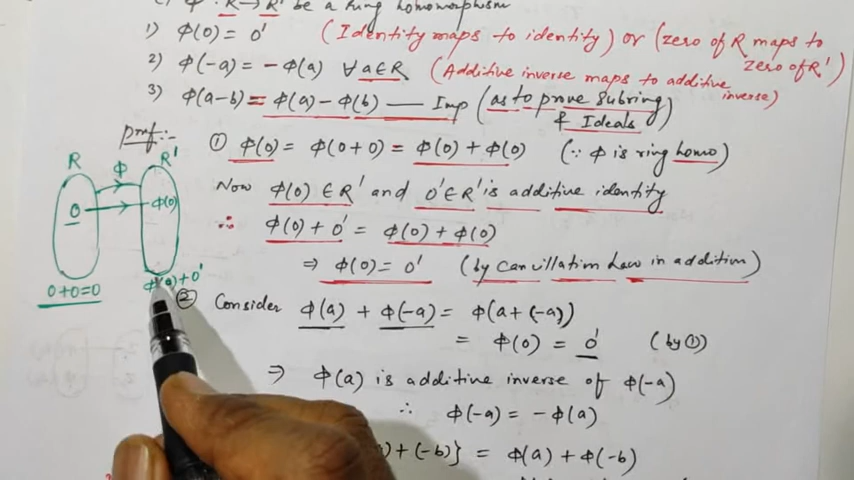 φ : R → R' be a Ring homomorphism
1) φ(0) = 0' (Identity maps to identity) or (zero of R maps to zero of R')
2) φ(-a) = - φ(a) ∀ a ∈ R (Additive inverse maps to additive inverse)
3) φ(a-b) = φ(a) - φ(b) — Imp (as to prove Subring & Ideals)
proof:-
① φ(0) = φ(0+0) = φ(0) + φ(0) (∵ φ is ring homo)
R φ R'
0 φ(0)
0+0=0
φ(0)+0'
Now φ(0) ∈ R' and 0' ∈ R' is additive identity
∴ φ(0) + 0' = φ(0) + φ(0)
⇒ φ(0) = 0' (by Cancillation Law in addition)
② Consider φ(a) + φ(-a) = φ(a + (-a))
= φ(0) = 0' (by ①)
⇒ φ(a) is additive inverse of φ(-a)
∴ φ(-a) = - φ(a)
+ (-b)} = φ(a) + φ(-b)